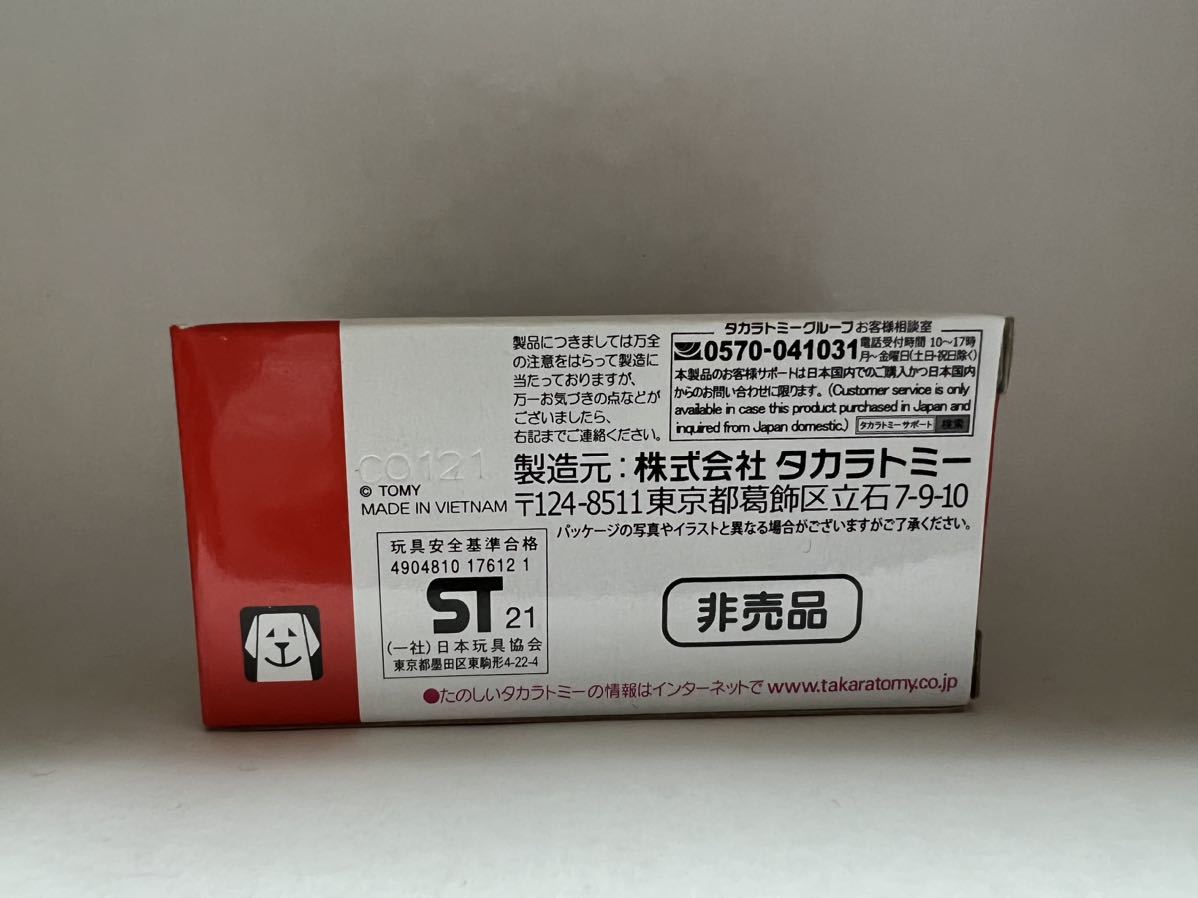 製品につきましては万全
の注意をはらって製造に
当たっておりますが、
万一お気づきの点などが
ございましたら、
右記までご連絡ください。
タカラトミーグループお客様相談室
0570-041031
電話受付時間 10〜17時
月〜金曜日(土日・祝日除く)
本製品のお客様サポートは日本国内でのご購入かつ日本国内
からのお問い合わせに限ります。(Customer service is only
available in case this product purchased in Japan and
inquired from Japan domestic.) タカラトミーサポート 検索
CO121
© TOMY
MADE IN VIETNAM
製造元:株式会社 タカラトミー
〒124-8511 東京都葛飾区立石7-9-10
パッケージの写真やイラストと異なる場合がございますがご了承ください。
玩具安全基準合格
4904810 17612 1
ST 21
(一社)日本玩具協会
東京都墨田区東駒形4-22-4
非売品
●たのしいタカラトミーの情報はインターネットで www.takaratomy.co.jp